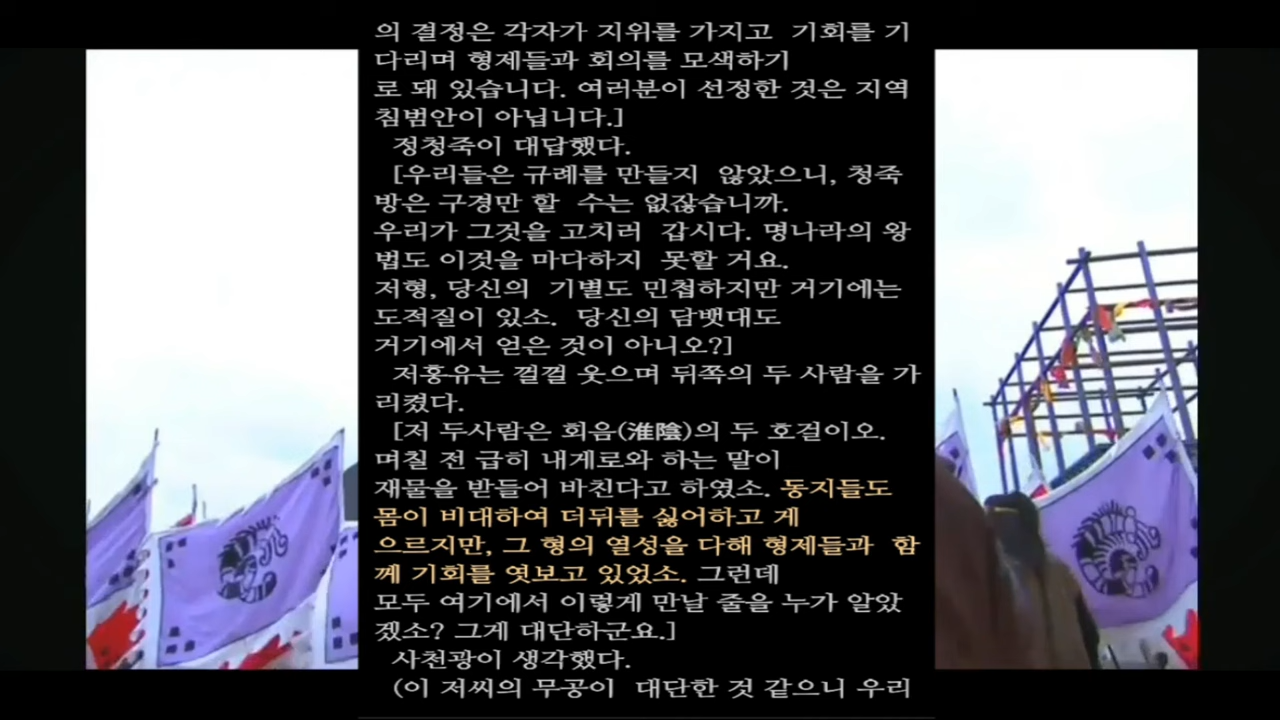 의 결정은 각자가 지위를 가지고 기회를 기
다리며 형제들과 회의를 모색하기
로 돼 있습니다. 여러분이 선정한 것은 지역
침범안이 아닙니다.]
정청죽이 대답했다.
[우리들은 규례를 만들지 않았으니, 청죽
방은 구경만 할 수는 없잖습니까.
우리가 그것을 고치러 갑시다. 명나라의 왕
법도 이것을 마다하지 못할 거요.
저형, 당신의 기별도 민첩하지만 거기에는
도적질이 있소. 당신의 담뱃대도
거기에서 얻은 것이 아니오?]
저홍유는 껄껄 웃으며 뒤쪽의 두 사람을 가
리켰다.
[저 두사람은 회음(淮陰)의 두 호걸이오.
며칠 전 급히 내게로와 하는 말이
재물을 받들어 바친다고 하였소. 동지들도
몸이 비대하여 더뒤를 싫어하고 게
으르지만, 그 형의 열성을 다해 형제들과 함
께 기회를 엿보고 있었소. 그런데
모두 여기에서 이렇게 만날 줄을 누가 알았
겠소? 그게 대단하군요.]
사천광이 생각했다.
(이 저씨의 무공이 대단한 것 같으니 우리